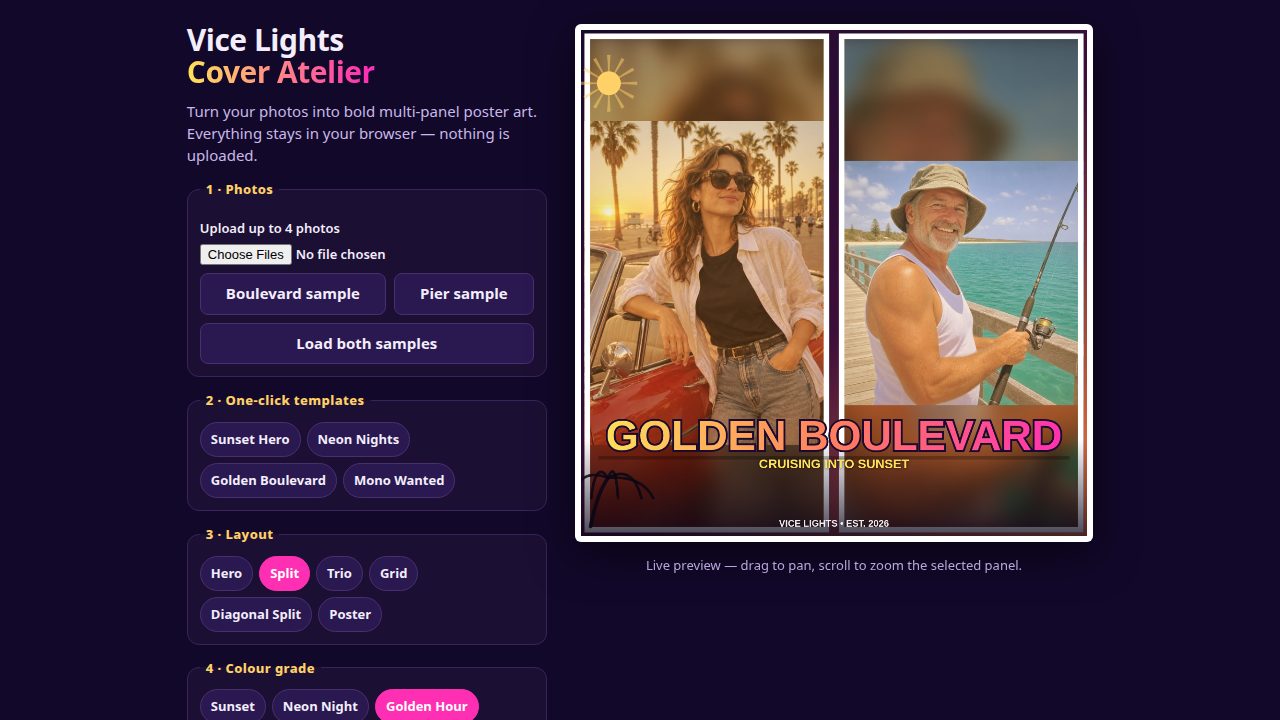 Vice Lights
Cover Atelier
Turn your photos into bold multi-panel poster art.
Everything stays in your browser — nothing is
uploaded.
1 · Photos
Upload up to 4 photos
Choose Files No file chosen
Boulevard sample
Pier sample
Load both samples
2 · One-click templates
Sunset Hero
Neon Nights
Golden Boulevard
Mono Wanted
3 · Layout
Hero
Split
Trio
Grid
Diagonal Split
Poster
4 · Colour grade
Sunset
Neon Night
Golden Hour
GOLDEN BOULEVARD
CRUISING INTO SUNSET
VICE LIGHTS • EST. 2026
Live preview — drag to pan, scroll to zoom the selected panel.